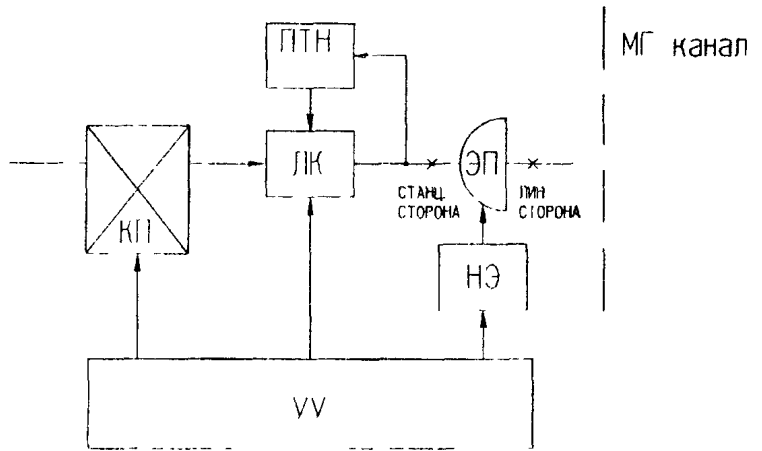 ПТН
МГ канал
ЛК
ЭП
СТАНЦ.
СТОРОНА
ЛИН
СТОРОНА
КП
НЭ
УУ